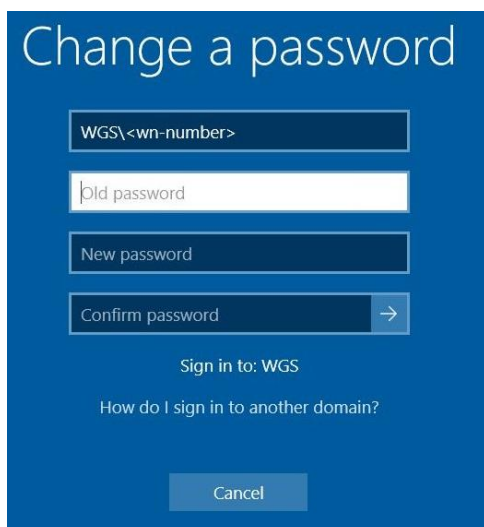 Change a password
WGS\<wn-number>
Old password
New password
Confirm password
Sign in to: WGS
How do I sign in to another domain?
Cancel